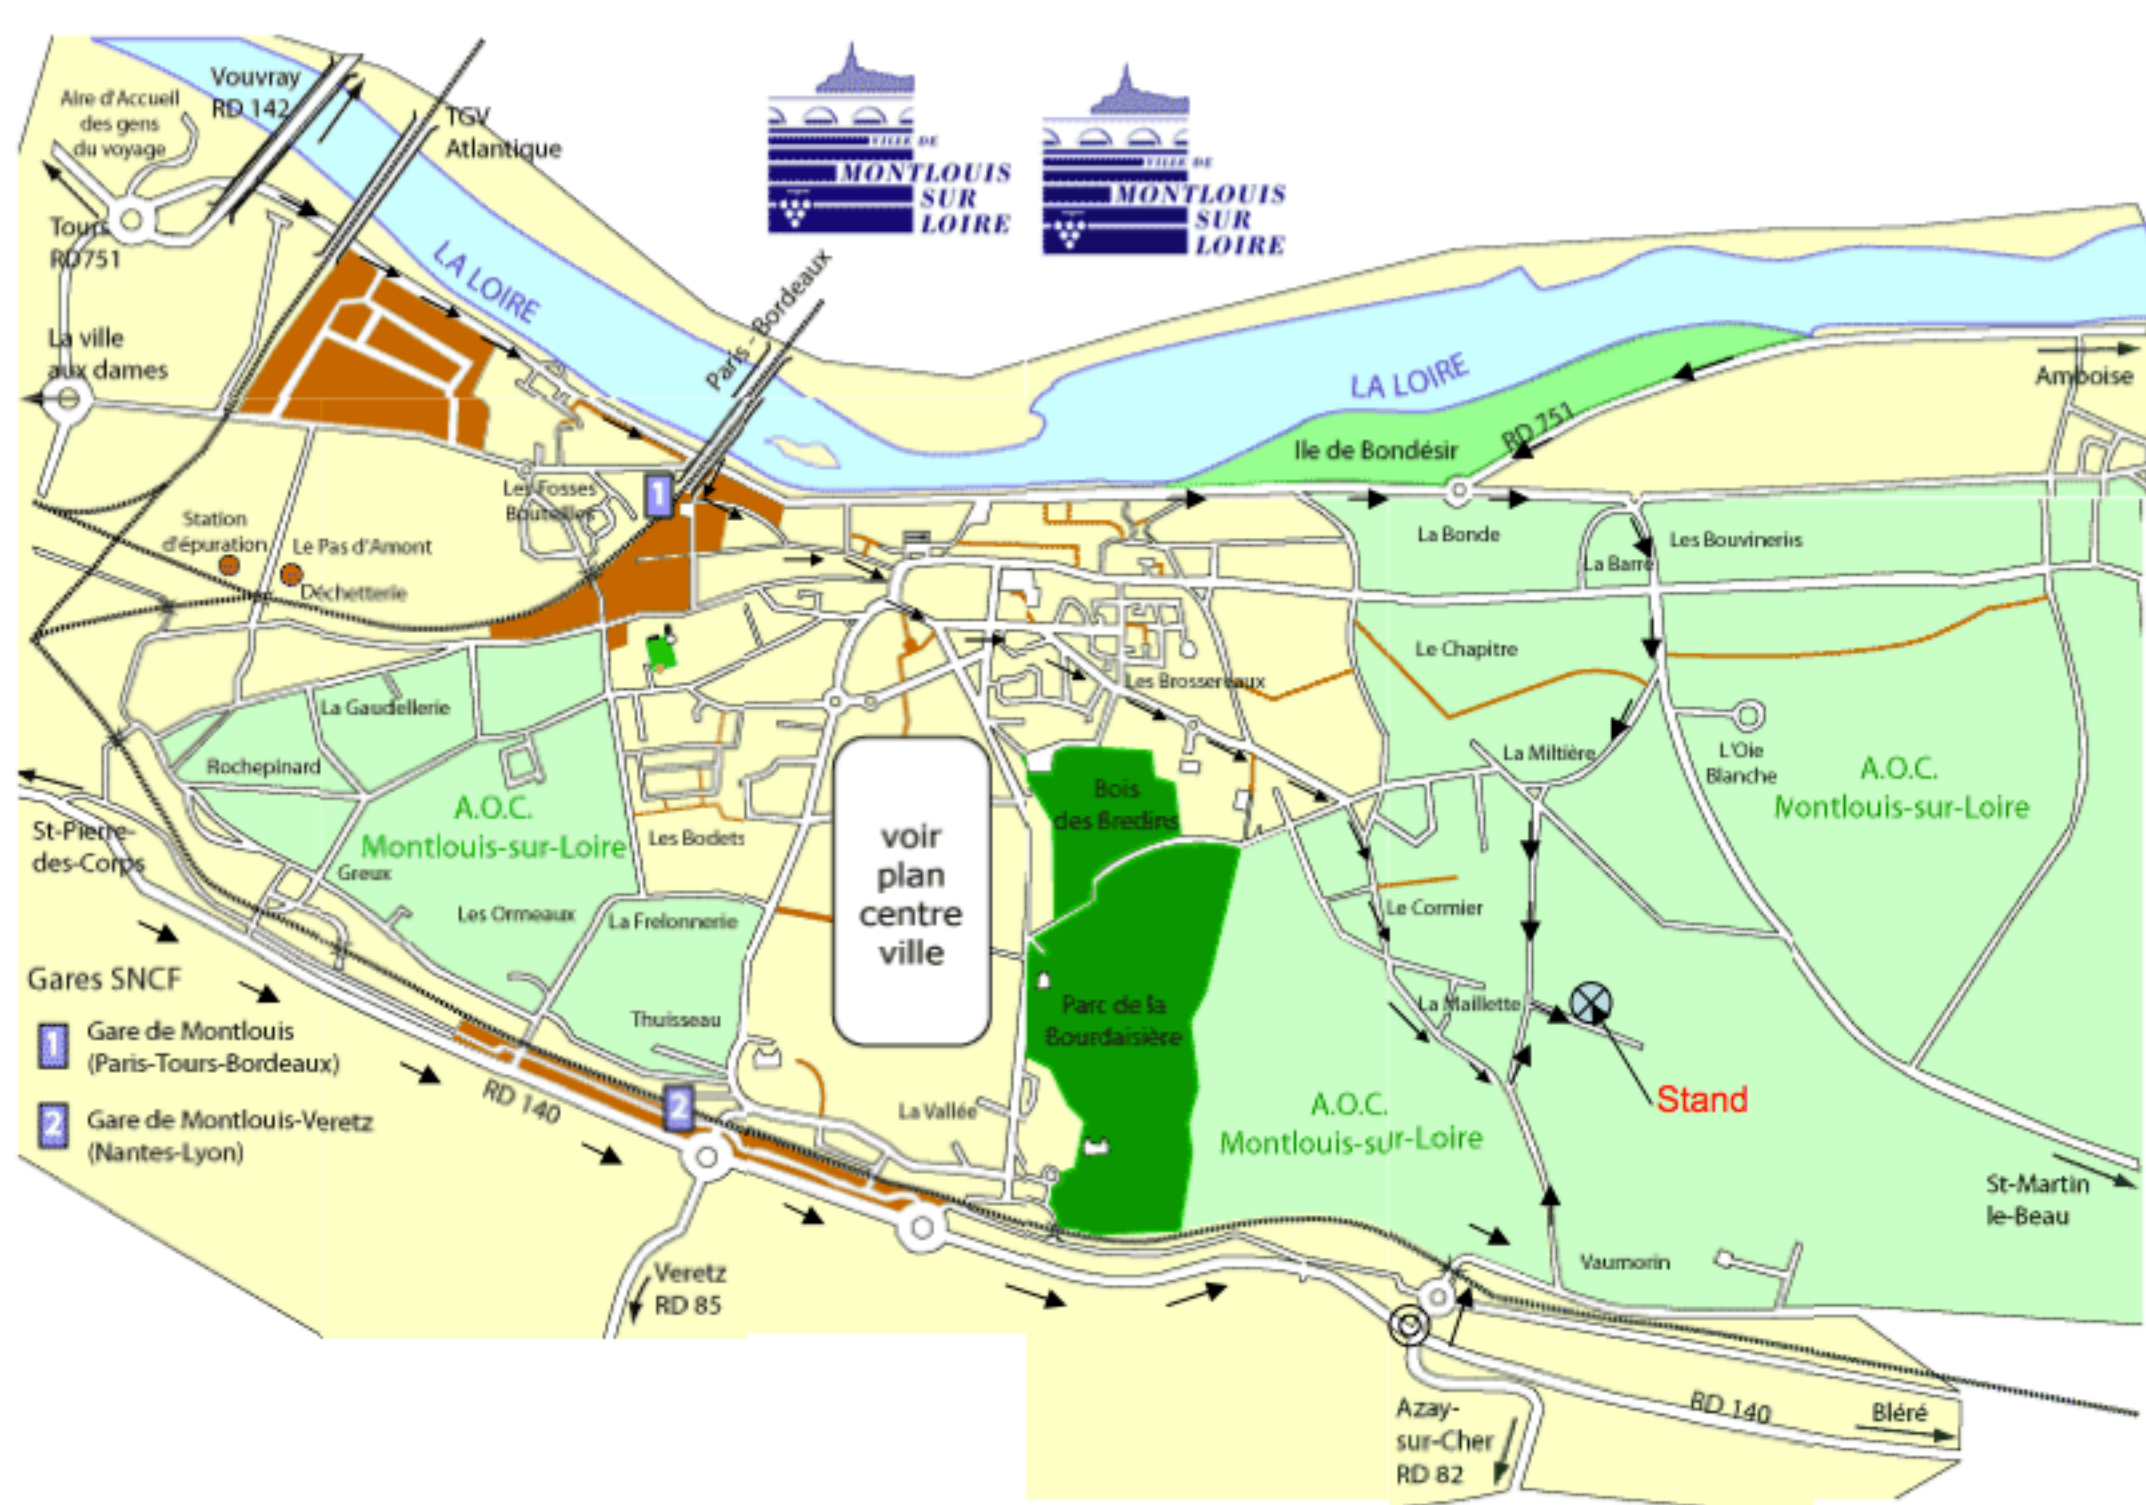 Vouvray
RD 142
Aire d'Accueil
des gens
du voyage
TGV
Atlantique
VILLE DE
MONTLOUIS
SUR
LOIRE
VILLE DE
MONTLOUIS
SUR
LOIRE
Tours
RD751
LA LOIRE
Paris - Bordeaux
La ville
aux dames
LA LOIRE
Amboise
RD 751
Ile de Bondésir
Les Fosses
Bouteilles
1
Station
d'épuration
Le Pas d'Amont
Déchetterie
La Bonde
Les Bouvineries
La Barre
Le Chapitre
Les Brossereaux
La Gaudellerie
Rochepinard
La Miltière
L'Oie
Blanche
A.O.C.
Montlouis-sur-Loire
A.O.C.
Montlouis-sur-Loire
Bois
des Bredins
St-Pierre-
des-Corps
Les Bodets
voir
plan
centre
ville
Greux
Les Ormeaux
La Frelonnerie
Le Cormier
Gares SNCF
1
Gare de Montlouis
(Paris-Tours-Bordeaux)
2
Gare de Montlouis-Veretz
(Nantes-Lyon)
Thuisseau
Parc de la
Bourdaisière
La Maillette
Stand
RD 140
2
La Vallée
A.O.C.
Montlouis-sur-Loire
St-Martin
le-Beau
Vaumorin
Veretz
RD 85
Azay-
sur-Cher
RD 82
RD 140
Bléré